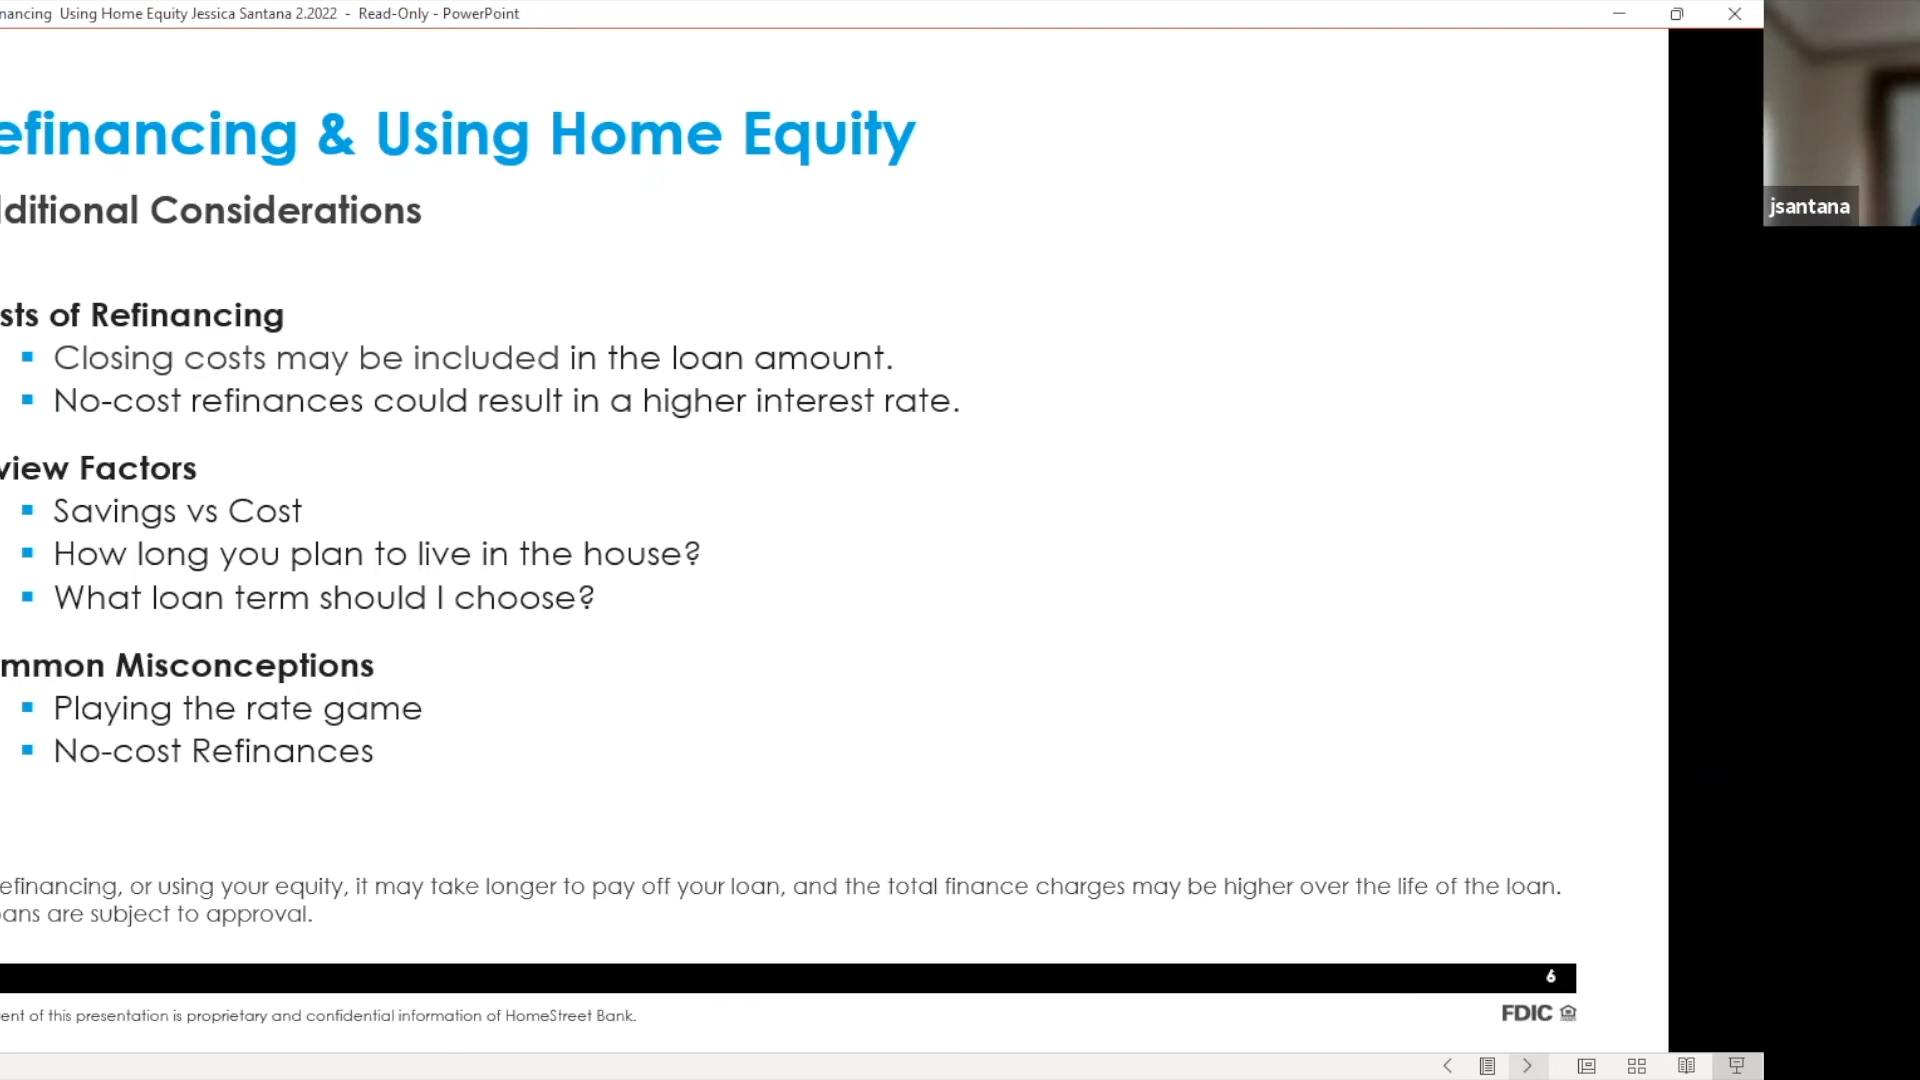 nancing Using Home Equity Jessica Santana 2.2022 - Read-Only - PowerPoint
efinancing & Using Home Equity
jsantana
dditional Considerations
sts of Refinancing
Closing costs may be included in the loan amount.
No-cost refinances could result in a higher interest rate.
view Factors
Savings vs Cost
How long you plan to live in the house?
What loan term should I choose?
mmon Misconceptions
Playing the rate game
No-cost Refinances
efinancing, or using your equity, it may take longer to pay off your loan, and the total finance charges may be higher over the life of the loan.
oans are subject to approval.
6
ent of this presentation is proprietary and confidential information of HomeStreet Bank.
FDIC